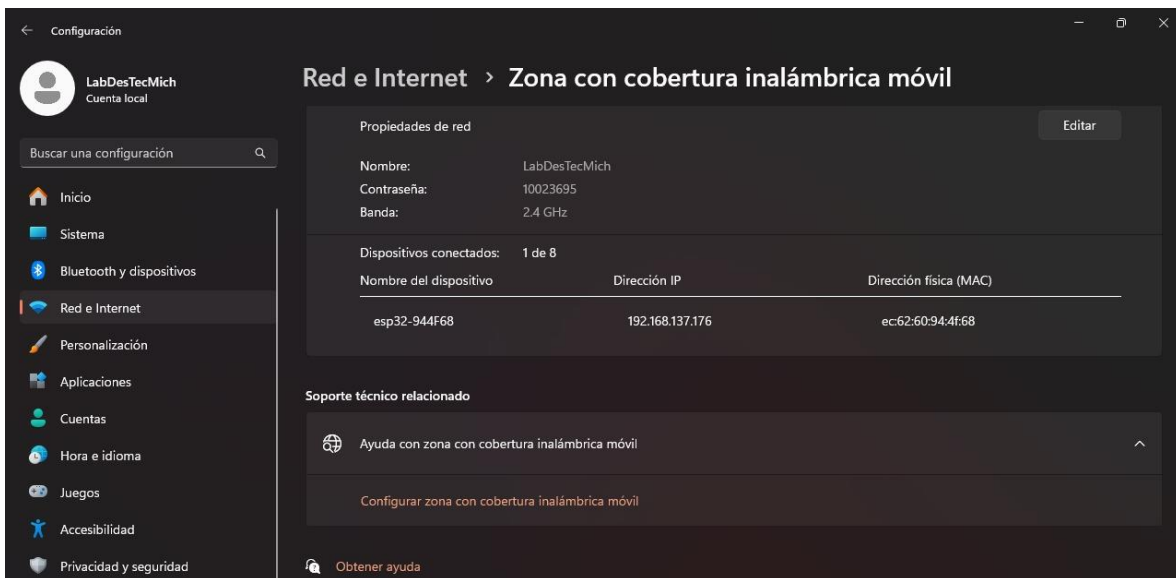 Configuración
LabDesTecMich
Cuenta local
Buscar una configuración
Inicio
Sistema
Bluetooth y dispositivos
Red e Internet
Personalización
Aplicaciones
Cuentas
Hora e idioma
Juegos
Accesibilidad
Privacidad y seguridad
Red e Internet > Zona con cobertura inalámbrica móvil
Propiedades de red
Editar
Nombre: LabDesTecMich
Contraseña: 10023695
Banda: 2.4 GHz
Dispositivos conectados: 1 de 8
Nombre del dispositivo Dirección IP Dirección física (MAC)
esp32-944F68 192.168.137.176 ec:62:60:94:4f:68
Soporte técnico relacionado
Ayuda con zona con cobertura inalámbrica móvil
Configurar zona con cobertura inalámbrica móvil
Obtener ayuda